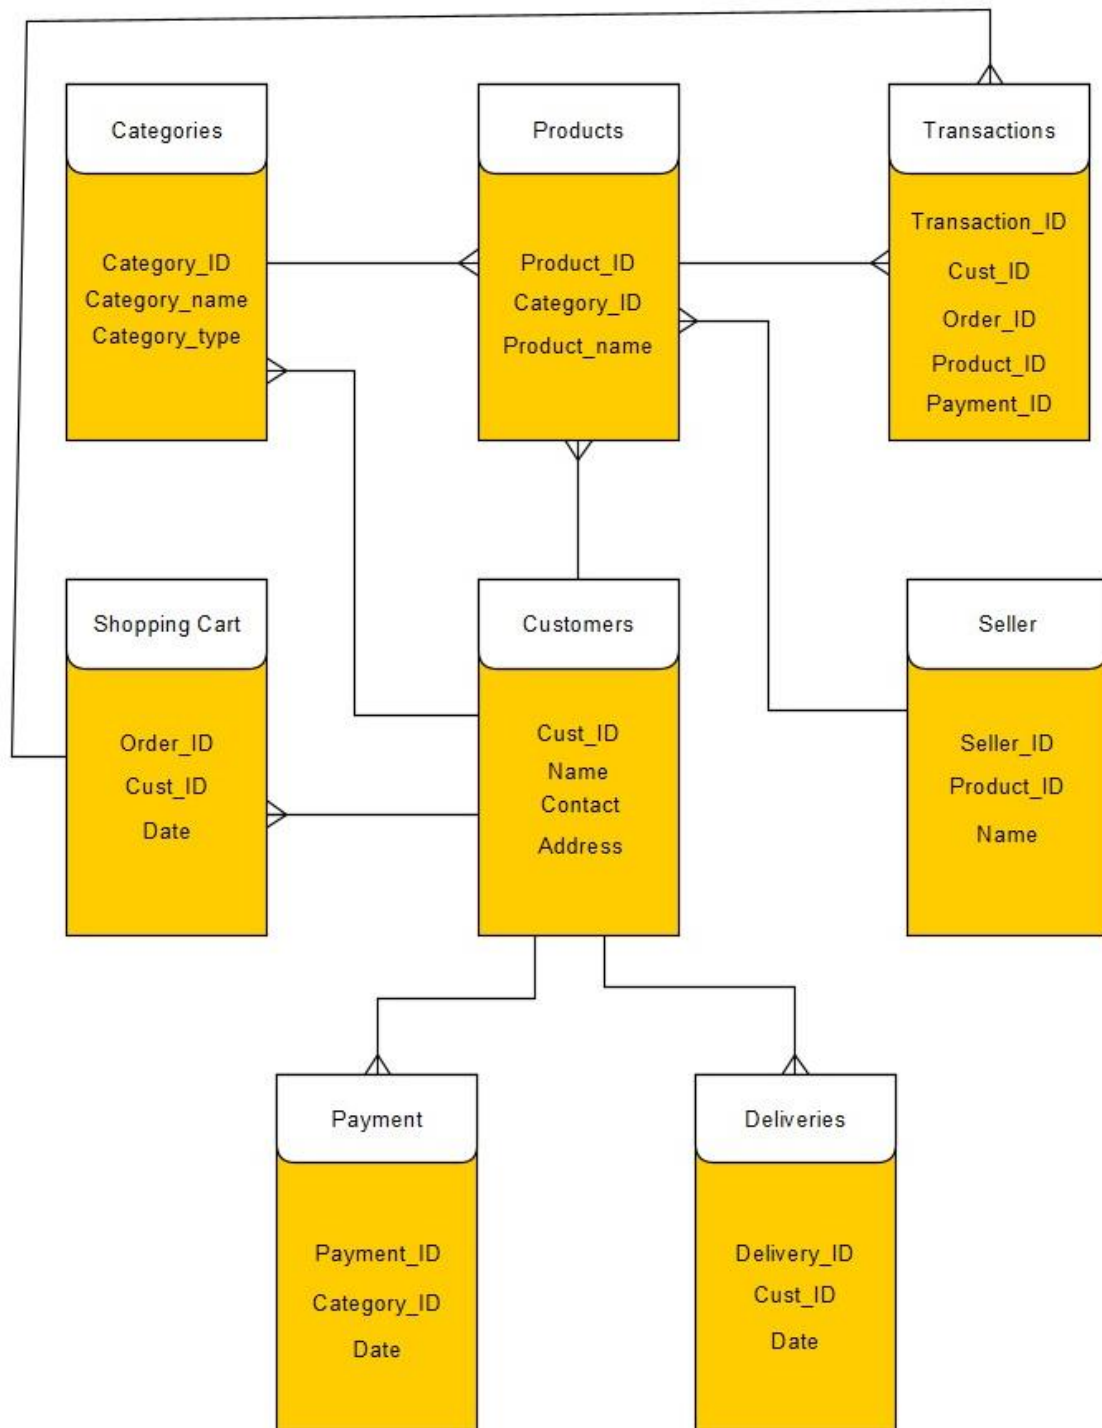 Categories
Category_ID
Category_name
Category_type
Products
Product_ID
Category_ID
Product_name
Transactions
Transaction_ID
Cust_ID
Order_ID
Product_ID
Payment_ID
Shopping Cart
Order_ID
Cust_ID
Date
Customers
Cust_ID
Name
Contact
Address
Seller
Seller_ID
Product_ID
Name
Payment
Payment_ID
Category_ID
Date
Deliveries
Delivery_ID
Cust_ID
Date